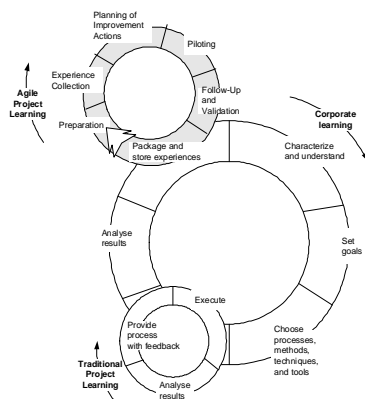 Planning of
Improvement
Actions
Piloting
Experience
Collection
Follow-Up
and
Validation
Agile
Project
Learning
Corporate
learning
Preparation
Package and
store experiences
Characterize
and understand
Analyse
results
Set
goals
Execute
Provide
process
with feedback
Choose
processes,
methods,
techniques,
and tools
Traditional
Project
Learning
Analyse
results